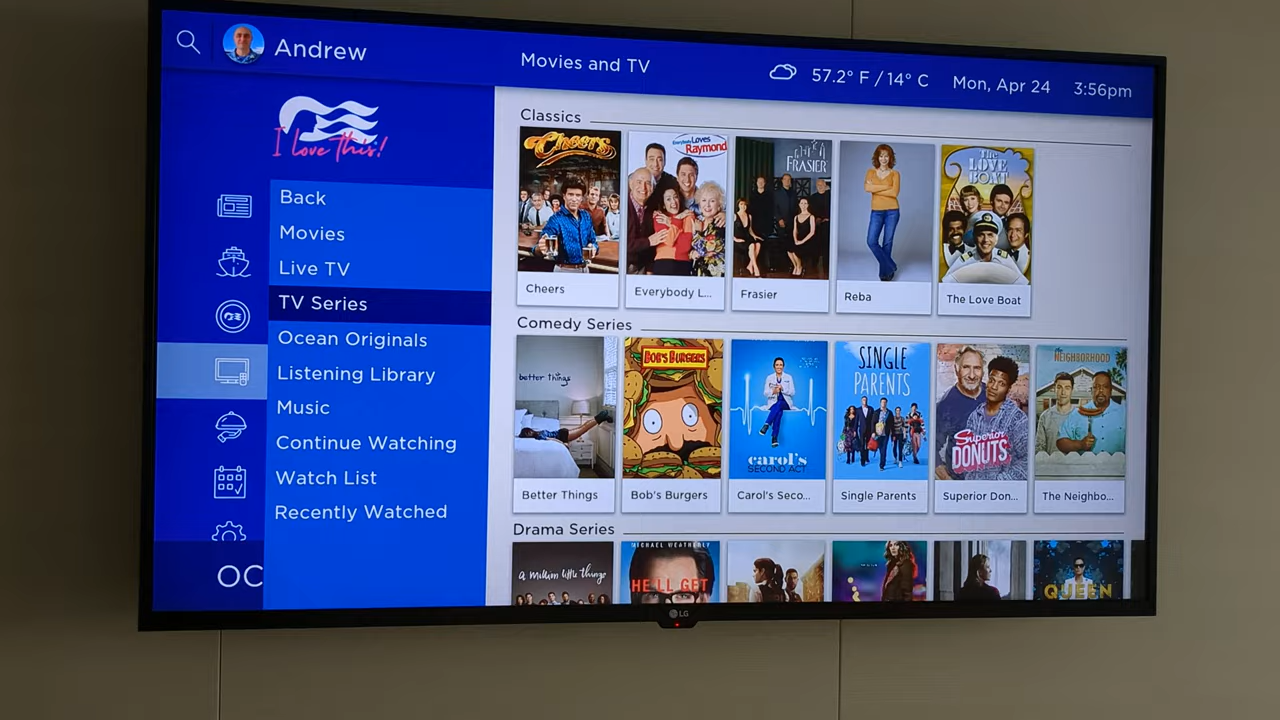 Andrew
Movies and TV
57.2° F / 14° C
Mon, Apr 24
3:56pm
I love this!
Back
Movies
Live TV
TV Series
Ocean Originals
Listening Library
Music
Continue Watching
Watch List
Recently Watched
OC
Classics
Cheers
Everybody Loves
Raymond
FRASIER
The
LOVE
BOAT
Cheers
Everybody L...
Frasier
Reba
The Love Boat
Comedy Series
better things
BOB'S BURGERS
carol's
SECOND ACT
SINGLE
PARENTS
Superior
DONUTS
THE NEIGHBORHOOD
Better Things
Bob's Burgers
Carol's Seco...
Single Parents
Superior Don...
The Neighbo...
Drama Series
a million little things
MICHAEL WEATHERLY
HE'LL GET
QUEEN
LG